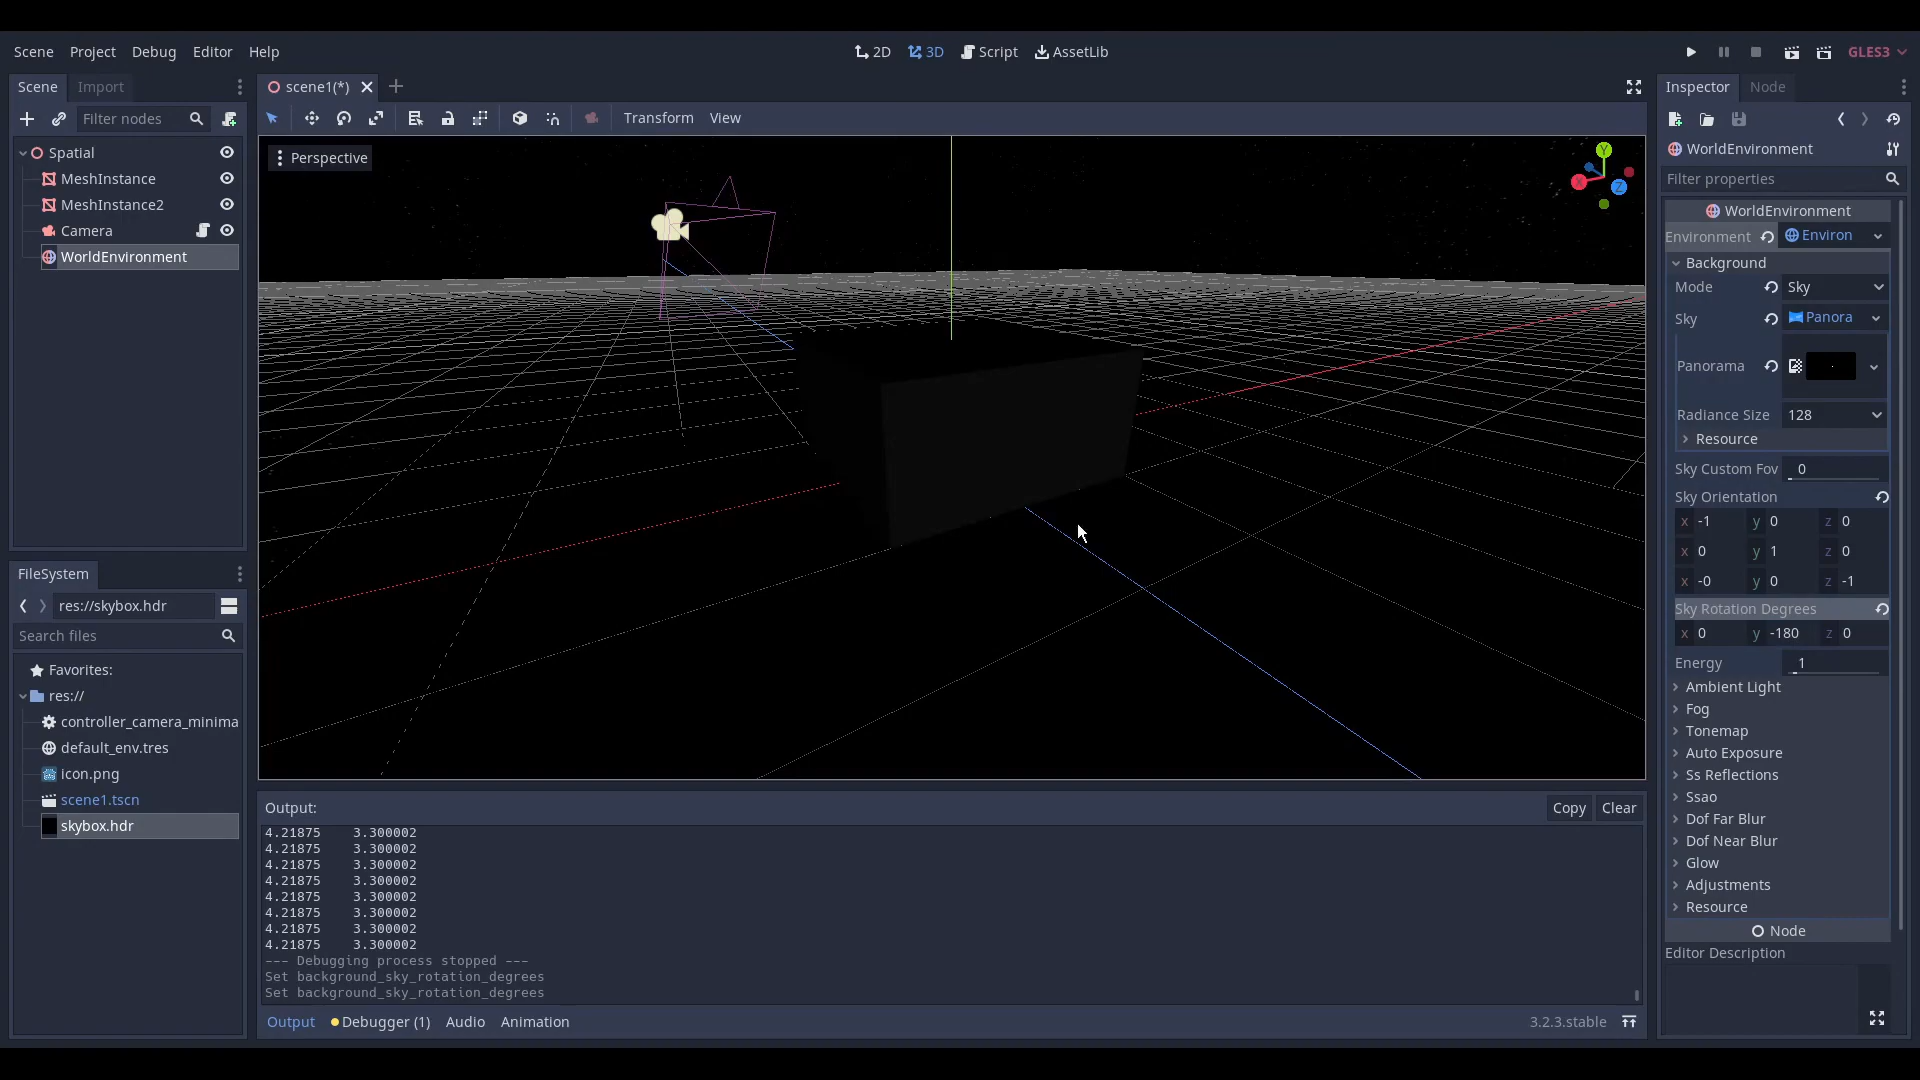 Scene Project Debug Editor Help 2D 3D Script AssetLib GLES3
Scene Import
Filter nodes
Spatial
MeshInstance
MeshInstance2
Camera
WorldEnvironment
FileSystem
res://skybox.hdr
Search files
Favorites:
res://
controller_camera_minima
default_env.tres
icon.png
scene1.tscn
skybox.hdr
scene1(*)
Transform View
Perspective
Y
X
Z
Output: Copy Clear
4.21875 3.300002
4.21875 3.300002
4.21875 3.300002
4.21875 3.300002
4.21875 3.300002
4.21875 3.300002
4.21875 3.300002
4.21875 3.300002
--- Debugging process stopped ---
Set background_sky_rotation_degrees
Set background_sky_rotation_degrees
Output Debugger (1) Audio Animation 3.2.3.stable
Inspector Node
WorldEnvironment
Filter properties
WorldEnvironment
Environment Environ
Background
Mode Sky
Sky Panora
Panorama
Radiance Size 128
Resource
Sky Custom Fov 0
Sky Orientation
x -1 y 0 z 0
x 0 y 1 z 0
x -0 y 0 z -1
Sky Rotation Degrees
x 0 y -180 z 0
Energy 1
Ambient Light
Fog
Tonemap
Auto Exposure
Ss Reflections
Ssao
Dof Far Blur
Dof Near Blur
Glow
Adjustments
Resource
Node
Editor Description